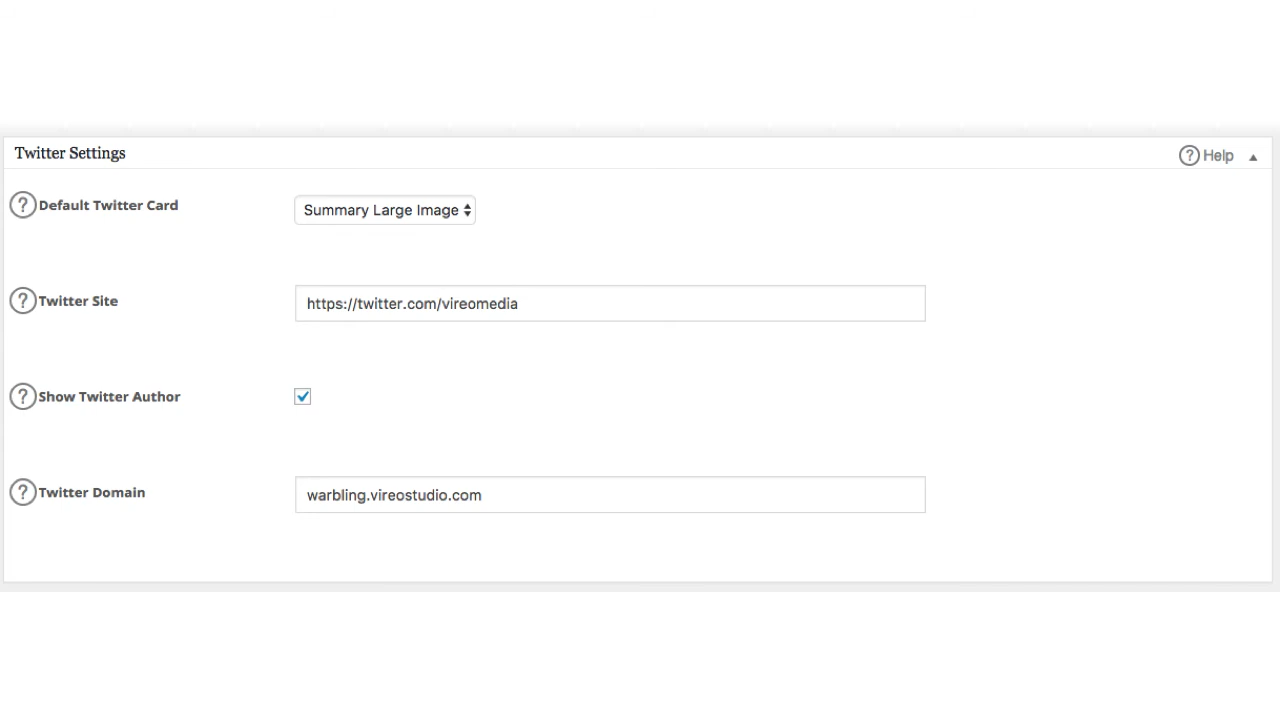 Twitter Settings
? Help
? Default Twitter Card
Summary Large Image
? Twitter Site
https://twitter.com/vireomedia
? Show Twitter Author
? Twitter Domain
warbling.vireostudio.com